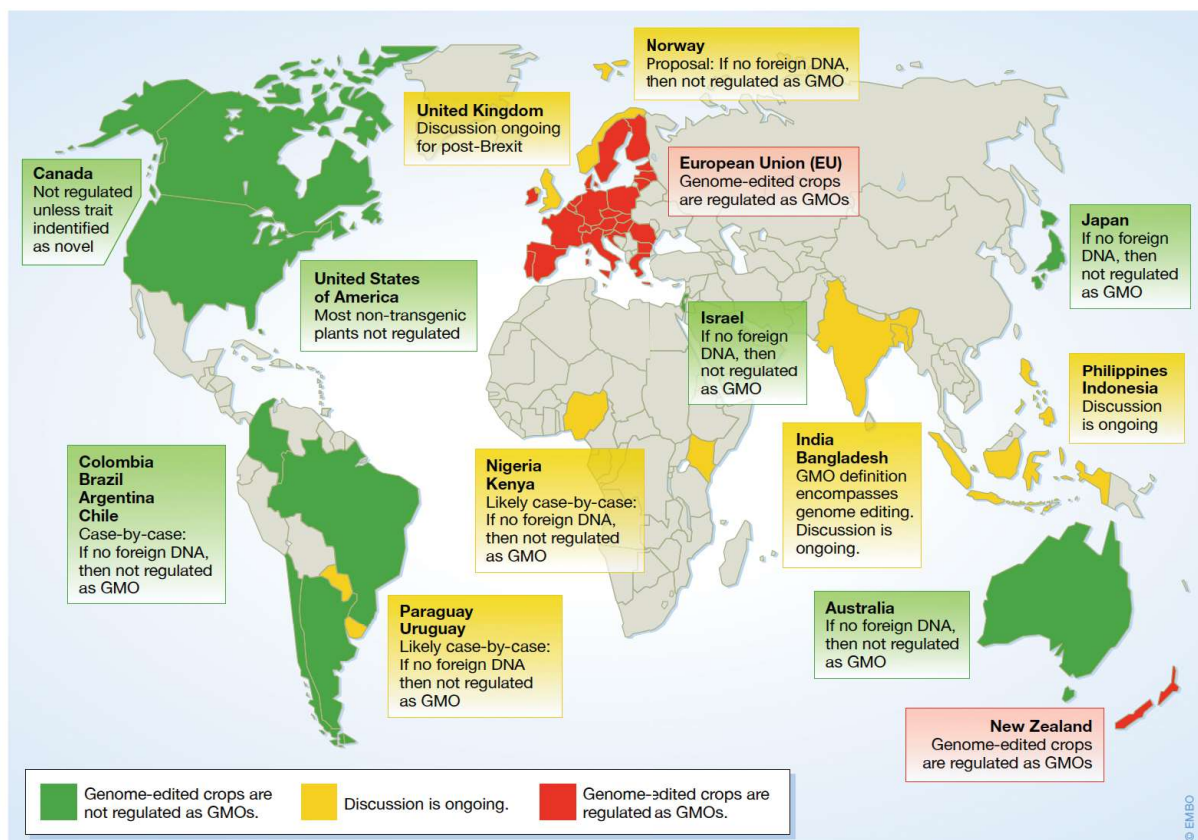 Norway
Proposal: If no foreign DNA,
then not regulated as GMO
United Kingdom
Discussion ongoing
for post-Brexit
European Union (EU)
Genome-edited crops
are regulated as GMOs
Canada
Not regulated
unless trait
indentified
as novel
United States
of America
Most non-transgenic
plants not regulated
Japan
If no foreign
DNA, then
not regulated
as GMO
Israel
If no foreign
DNA, then
not regulated
as GMO
Philippines
Indonesia
Discussion
is ongoing
Colombia
Brazil
Argentina
Chile
Case-by-case:
If no foreign DNA,
then not regulated
as GMO
Nigeria
Kenya
Likely case-by-case:
If no foreign DNA,
then not regulated
as GMO
India
Bangladesh
GMO definition
encompasses
genome editing.
Discussion is
ongoing.
Paraguay
Uruguay
Likely case-by-case:
If no foreign DNA
then not regulated
as GMO
Australia
If no foreign DNA,
then not regulated
as GMO
New Zealand
Genome-edited crops
are regulated as GMOs
Genome-edited crops are
not regulated as GMOs.
Discussion is ongoing.
Genome-edited crops are
regulated as GMOs.
© EMBO